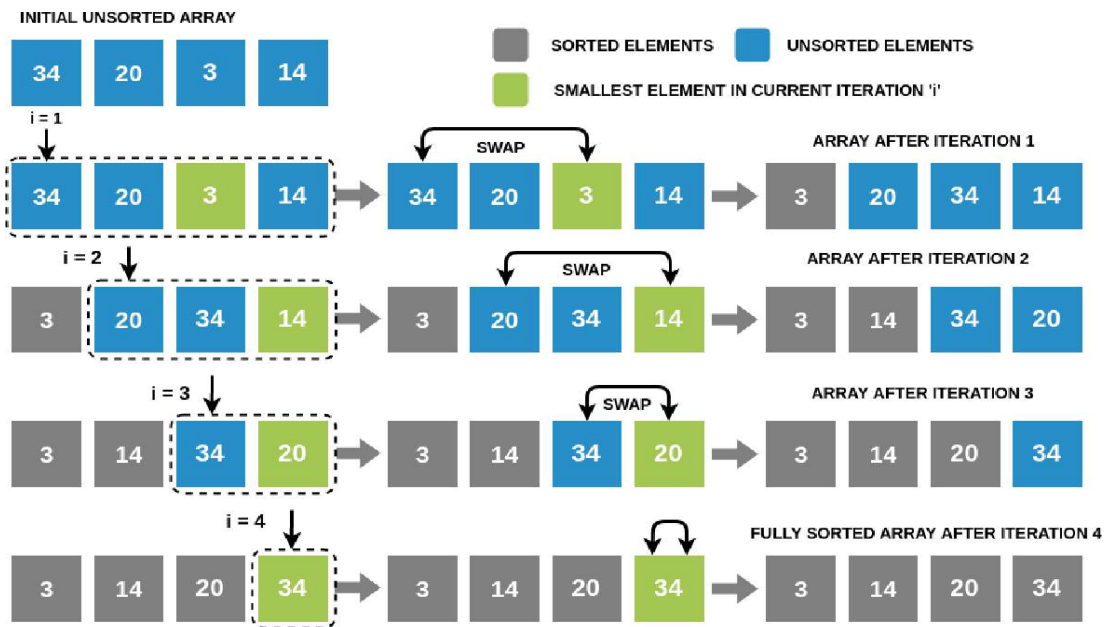 INITIAL UNSORTED ARRAY
34 20 3 14
SORTED ELEMENTS
UNSORTED ELEMENTS
SMALLEST ELEMENT IN CURRENT ITERATION 'i'
i = 1
34 20 3 14
SWAP
34 20 3 14
ARRAY AFTER ITERATION 1
3 20 34 14
i = 2
3 20 34 14
SWAP
3 20 34 14
ARRAY AFTER ITERATION 2
3 14 34 20
i = 3
3 14 34 20
SWAP
3 14 34 20
ARRAY AFTER ITERATION 3
3 14 20 34
i = 4
3 14 20 34
3 14 20 34
FULLY SORTED ARRAY AFTER ITERATION 4
3 14 20 34